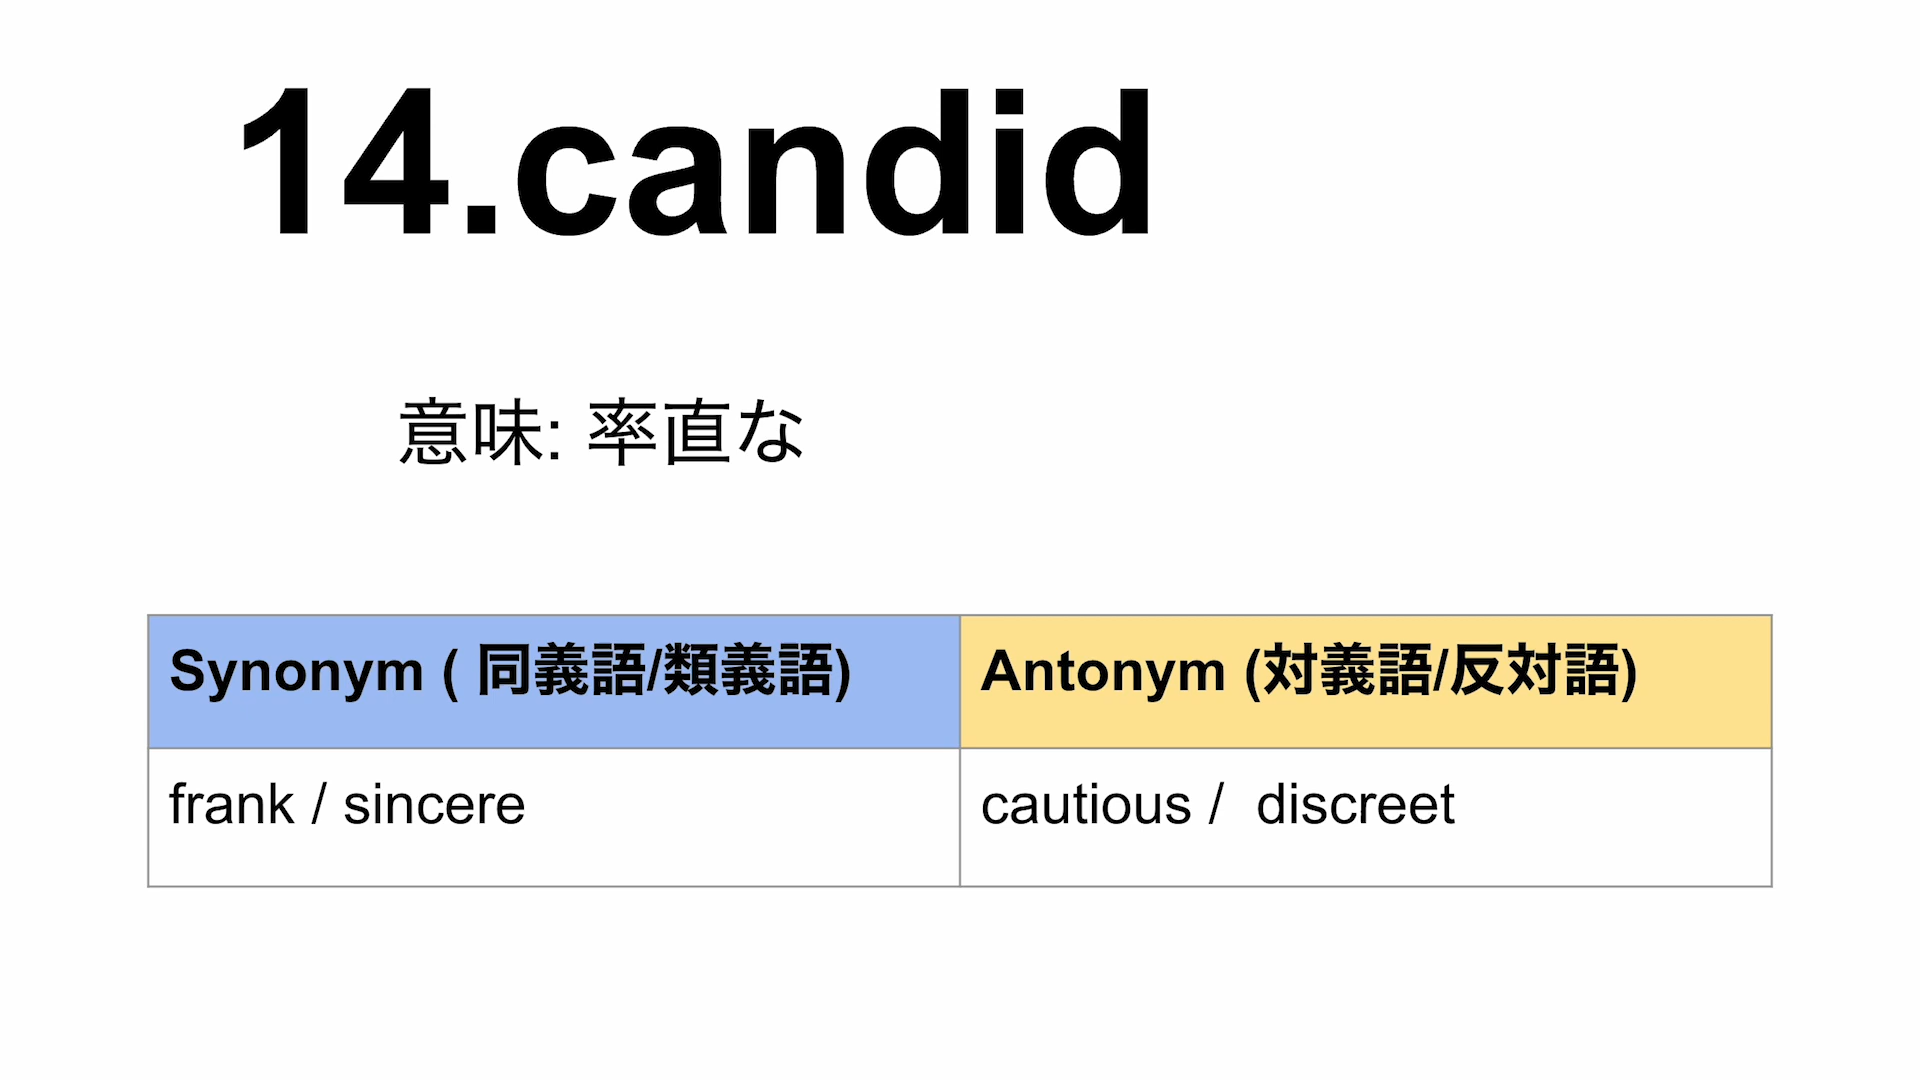 14.candid
意味: 率直な
Synonym ( 同義語/類義語)
Antonym (対義語/反対語)
frank / sincere
cautious /  discreet